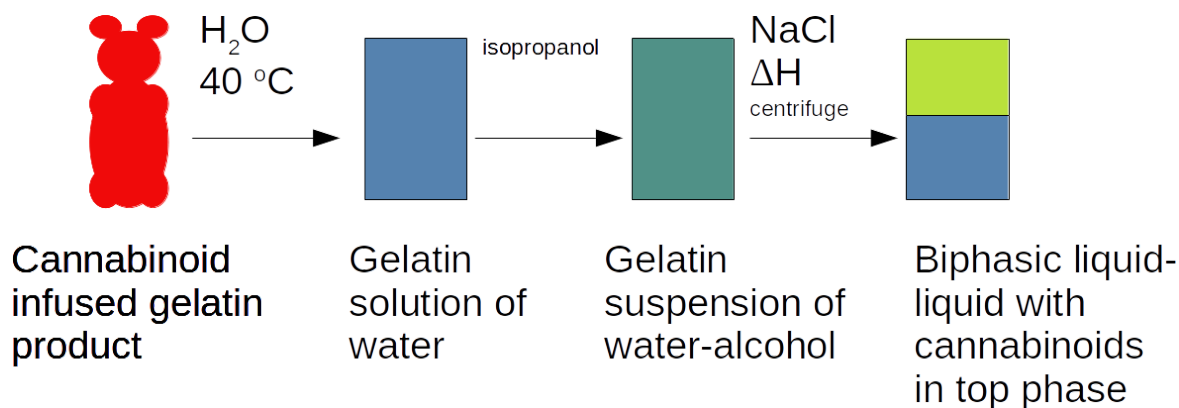 H₂O
40 ºC
isopropanol
NaCl
ΔH
centrifuge
Cannabinoid
infused gelatin
product
Gelatin
solution of
water
Gelatin
suspension of
water-alcohol
Biphasic liquid-
liquid with
cannabinoids
in top phase